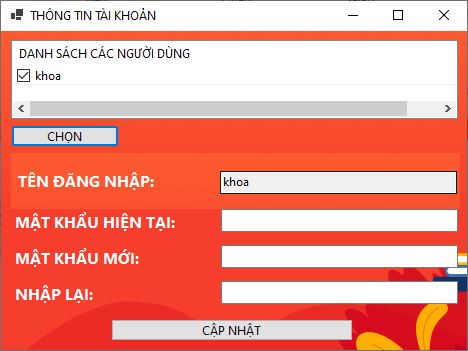 THÔNG TIN TÀI KHOẢN
DANH SÁCH CÁC NGƯỜI DÙNG
khoa
CHỌN
TÊN ĐĂNG NHẬP:
khoa
MẬT KHẨU HIỆN TẠI:
MẬT KHẨU MỚI:
NHẬP LẠI:
CẬP NHẬT